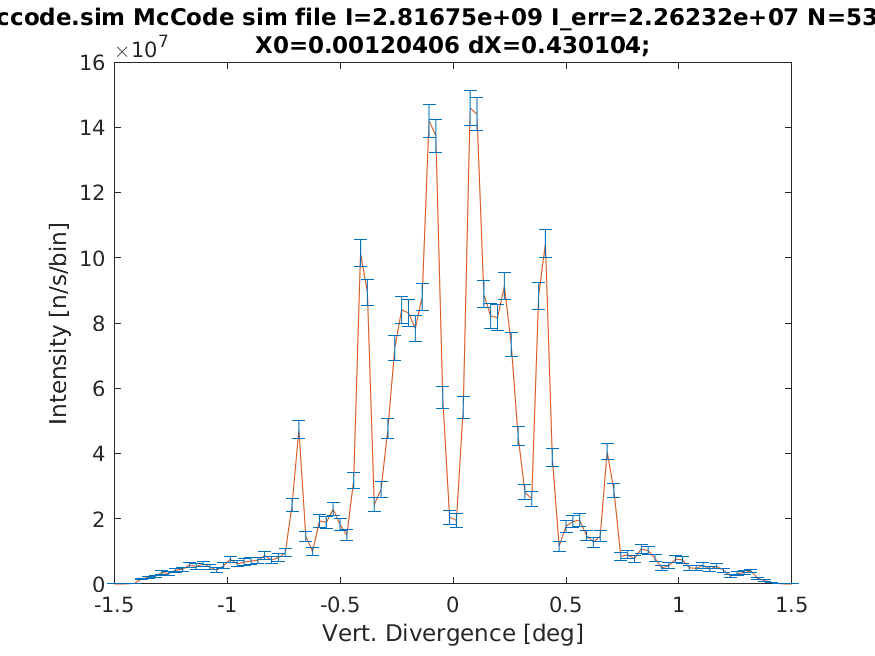 ccode.sim McCode sim file I=2.81675e+09 I_err=2.26232e+07 N=53
X0=0.00120406 dX=0.430104;
×10⁷
16
14
12
10
8
6
4
2
0
Intensity [n/s/bin]
-1.5 -1 -0.5 0 0.5 1 1.5
Vert. Divergence [deg]